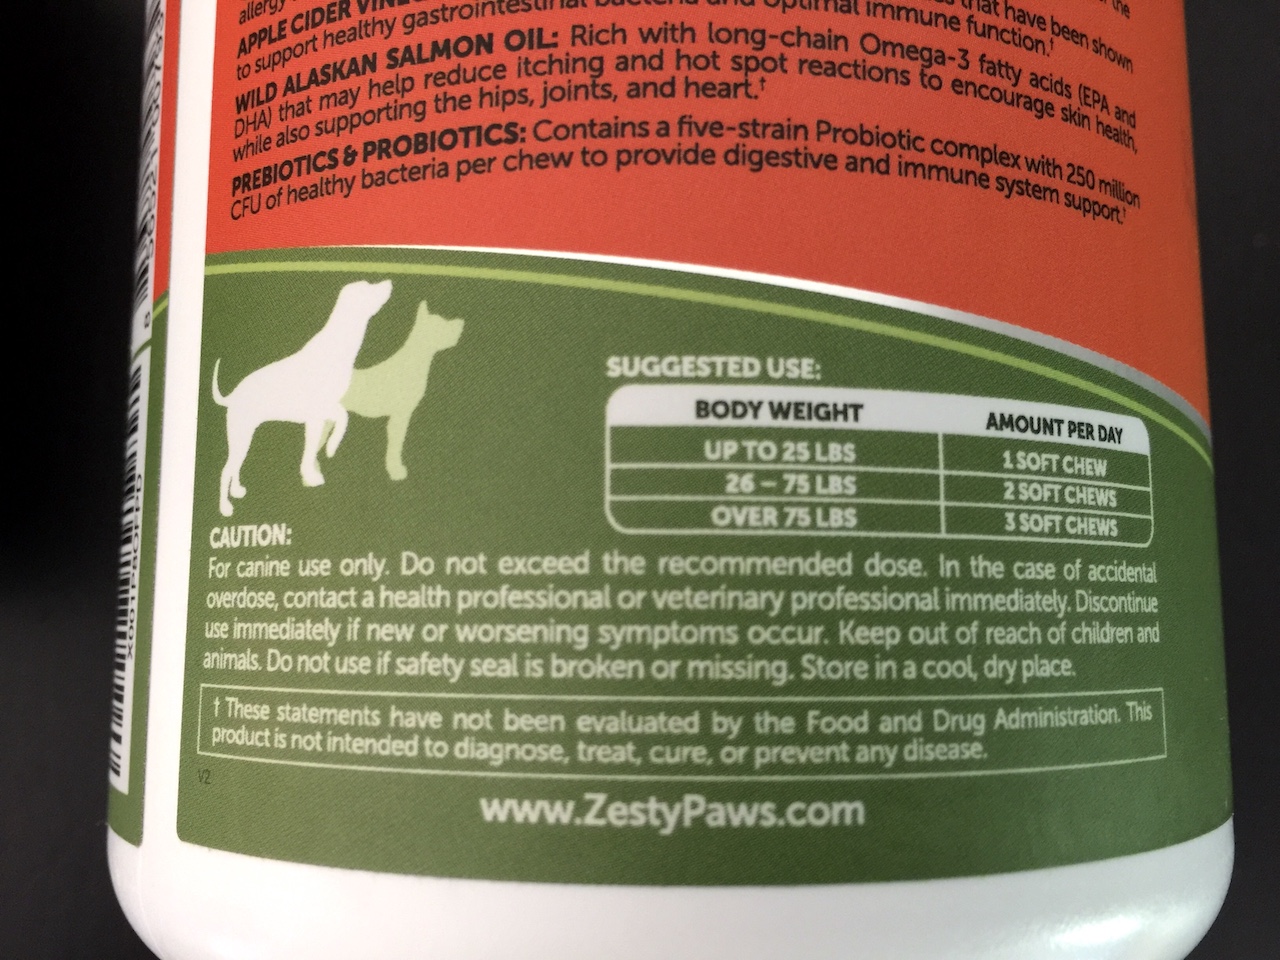 allergy
the
APPLE CIDER
that have been shown
to support healthy gastrointestinal bacteria and optimal immune function.†
WILD ALASKAN SALMON OIL: Rich with long-chain Omega-3 fatty acids (EPA and
DHA) that may help reduce itching and hot spot reactions to encourage skin health,
while also supporting the hips, joints, and heart.†
PREBIOTICS & PROBIOTICS: Contains a five-strain Probiotic complex with 250 million
CFU of healthy bacteria per chew to provide digestive and immune system support.†
SUGGESTED USE:
BODY WEIGHT AMOUNT PER DAY
UP TO 25 LBS 1 SOFT CHEW
26 – 75 LBS 2 SOFT CHEWS
OVER 75 LBS 3 SOFT CHEWS
CAUTION:
For canine use only. Do not exceed the recommended dose. In the case of accidental
overdose, contact a health professional or veterinary professional immediately. Discontinue
use immediately if new or worsening symptoms occur. Keep out of reach of children and
animals. Do not use if safety seal is broken or missing. Store in a cool, dry place.
† These statements have not been evaluated by the Food and Drug Administration. This
product is not intended to diagnose, treat, cure, or prevent any disease.
V2
www.ZestyPaws.com